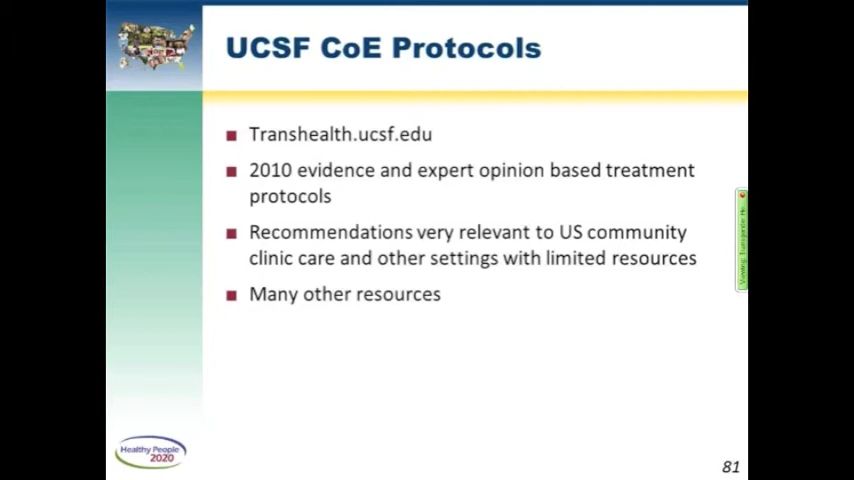 UCSF CoE Protocols
Transhealth.ucsf.edu
2010 evidence and expert opinion based treatment
protocols
Recommendations very relevant to US community
clinic care and other settings with limited resources
Many other resources
Healthy People
2020
81